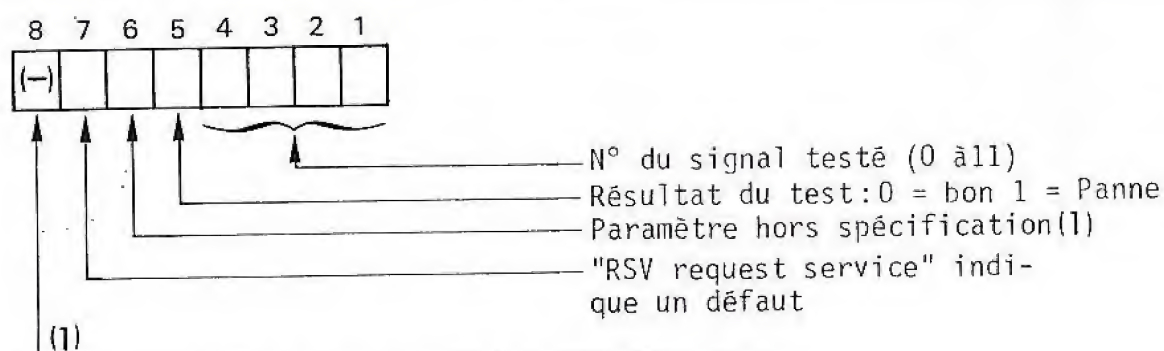 8 7 6 5 4 3 2 1
(—)
N° du signal testé (0 à11)
Résultat du test:0 = bon 1 = Panne
Paramètre hors spécification(1)
"RSV request service" indi-
que un défaut
(1)